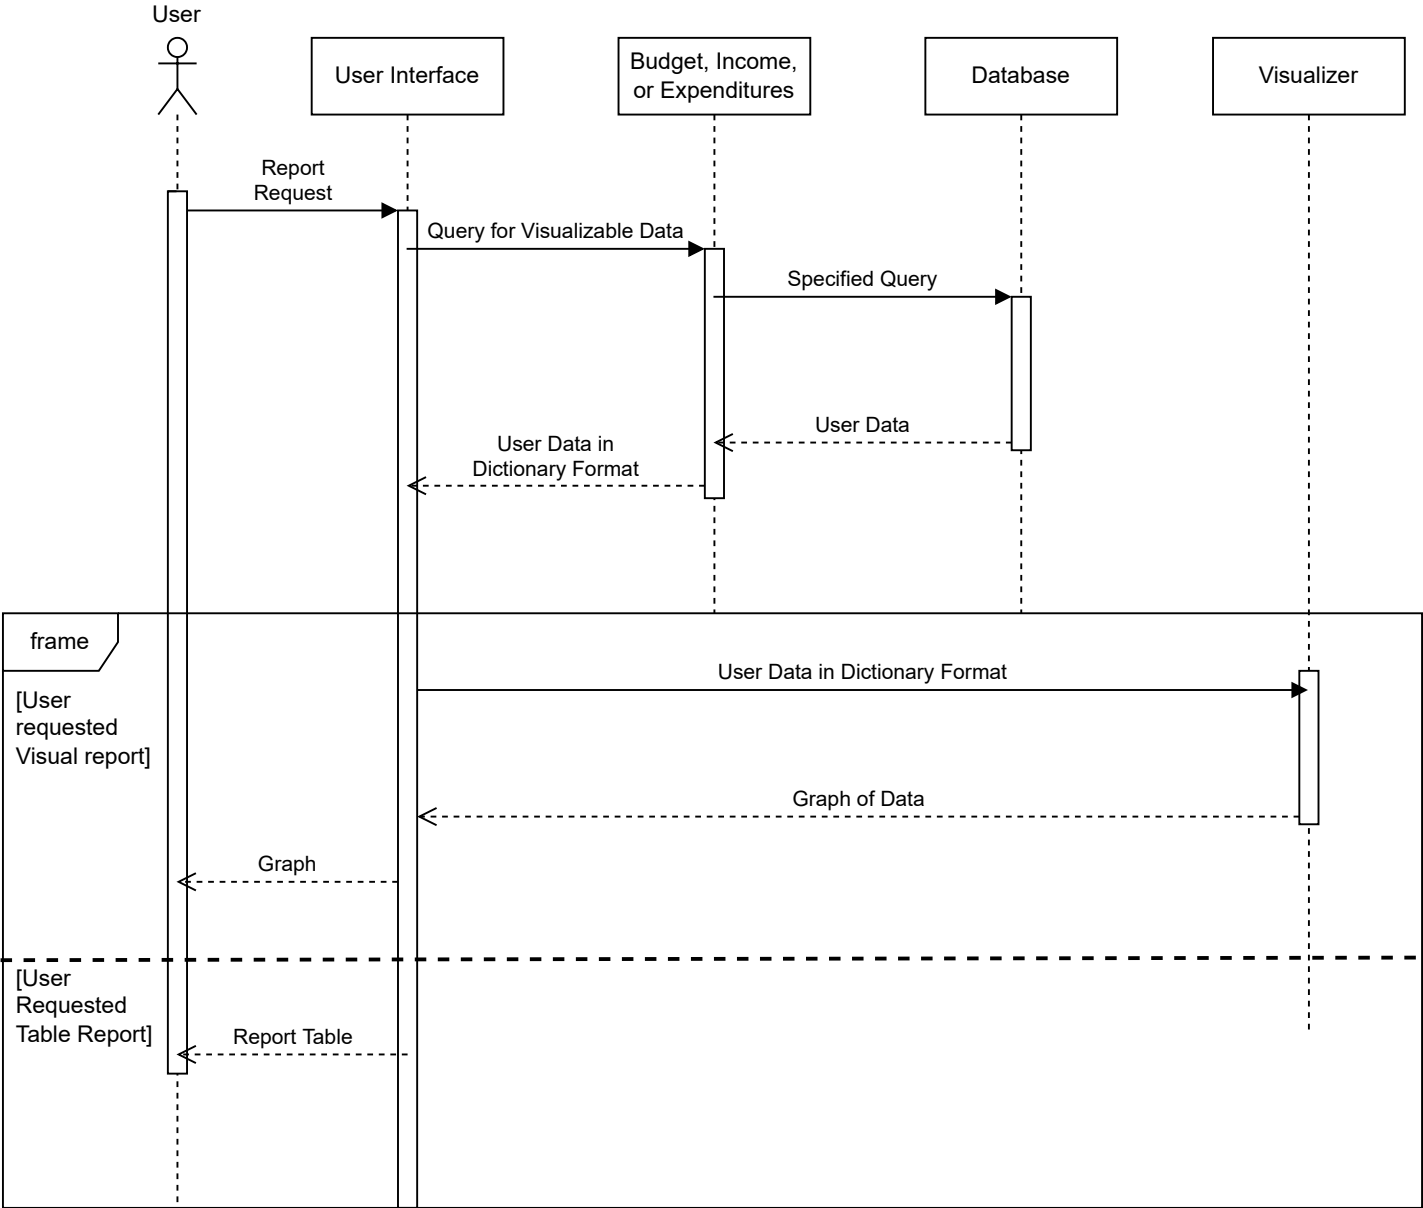 User
User Interface
Budget, Income,
or Expenditures
Database
Visualizer
Report
Request
Query for Visualizable Data
Specified Query
User Data
User Data in
Dictionary Format
frame
[User
requested
Visual report]
User Data in Dictionary Format
Graph of Data
Graph
[User
Requested
Table Report]
Report Table